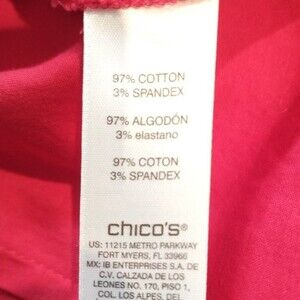 97% COTTON
3% SPANDEX
97% ALGODÓN
3% elastano
97% COTON
3% SPANDEX
chico's®
US: 11215 METRO PARKWAY
FORT MYERS, FL 33966
MX: IB ENTERPRISES S.A. DE
C.V. CALZADA DE LOS
LEONES NO. 170, PISO 1,
COL. LOS ALPES, DEL.